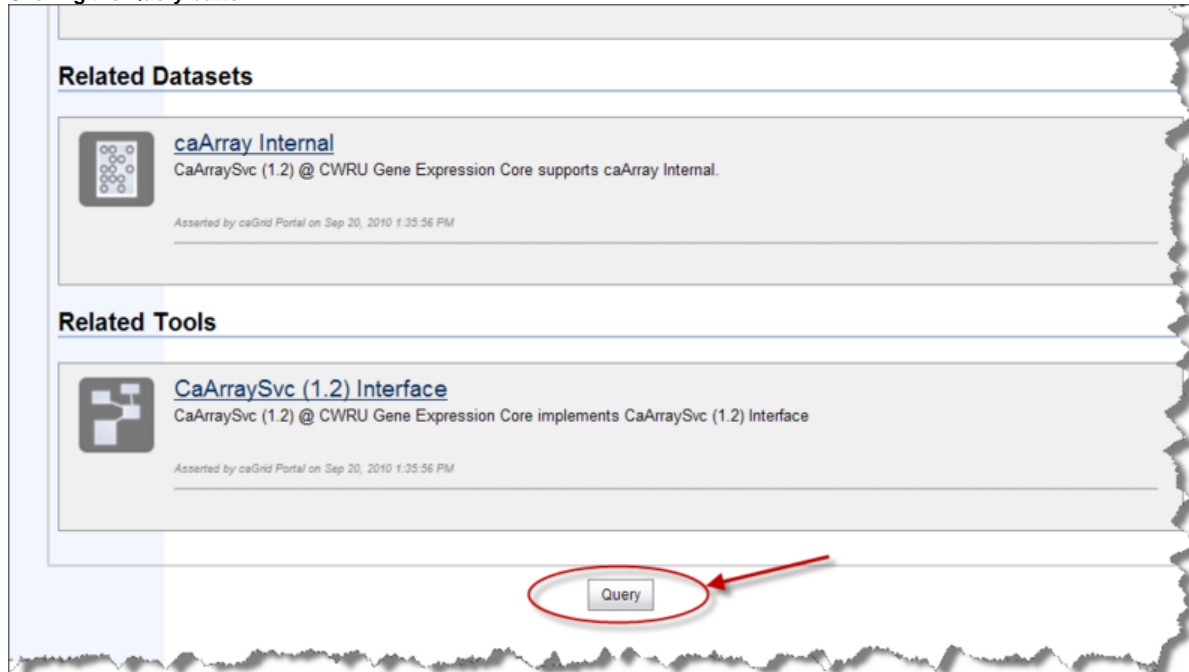 Related Datasets
caArray Internal
CaArraySvc (1.2) @ CWRU Gene Expression Core supports caArray Internal.
Asserted by caGrid Portal on Sep 20, 2010 1:35:56 PM
Related Tools
CaArraySvc (1.2) Interface
CaArraySvc (1.2) @ CWRU Gene Expression Core implements CaArraySvc (1.2) Interface
Asserted by caGrid Portal on Sep 20, 2010 1:35:56 PM
Query